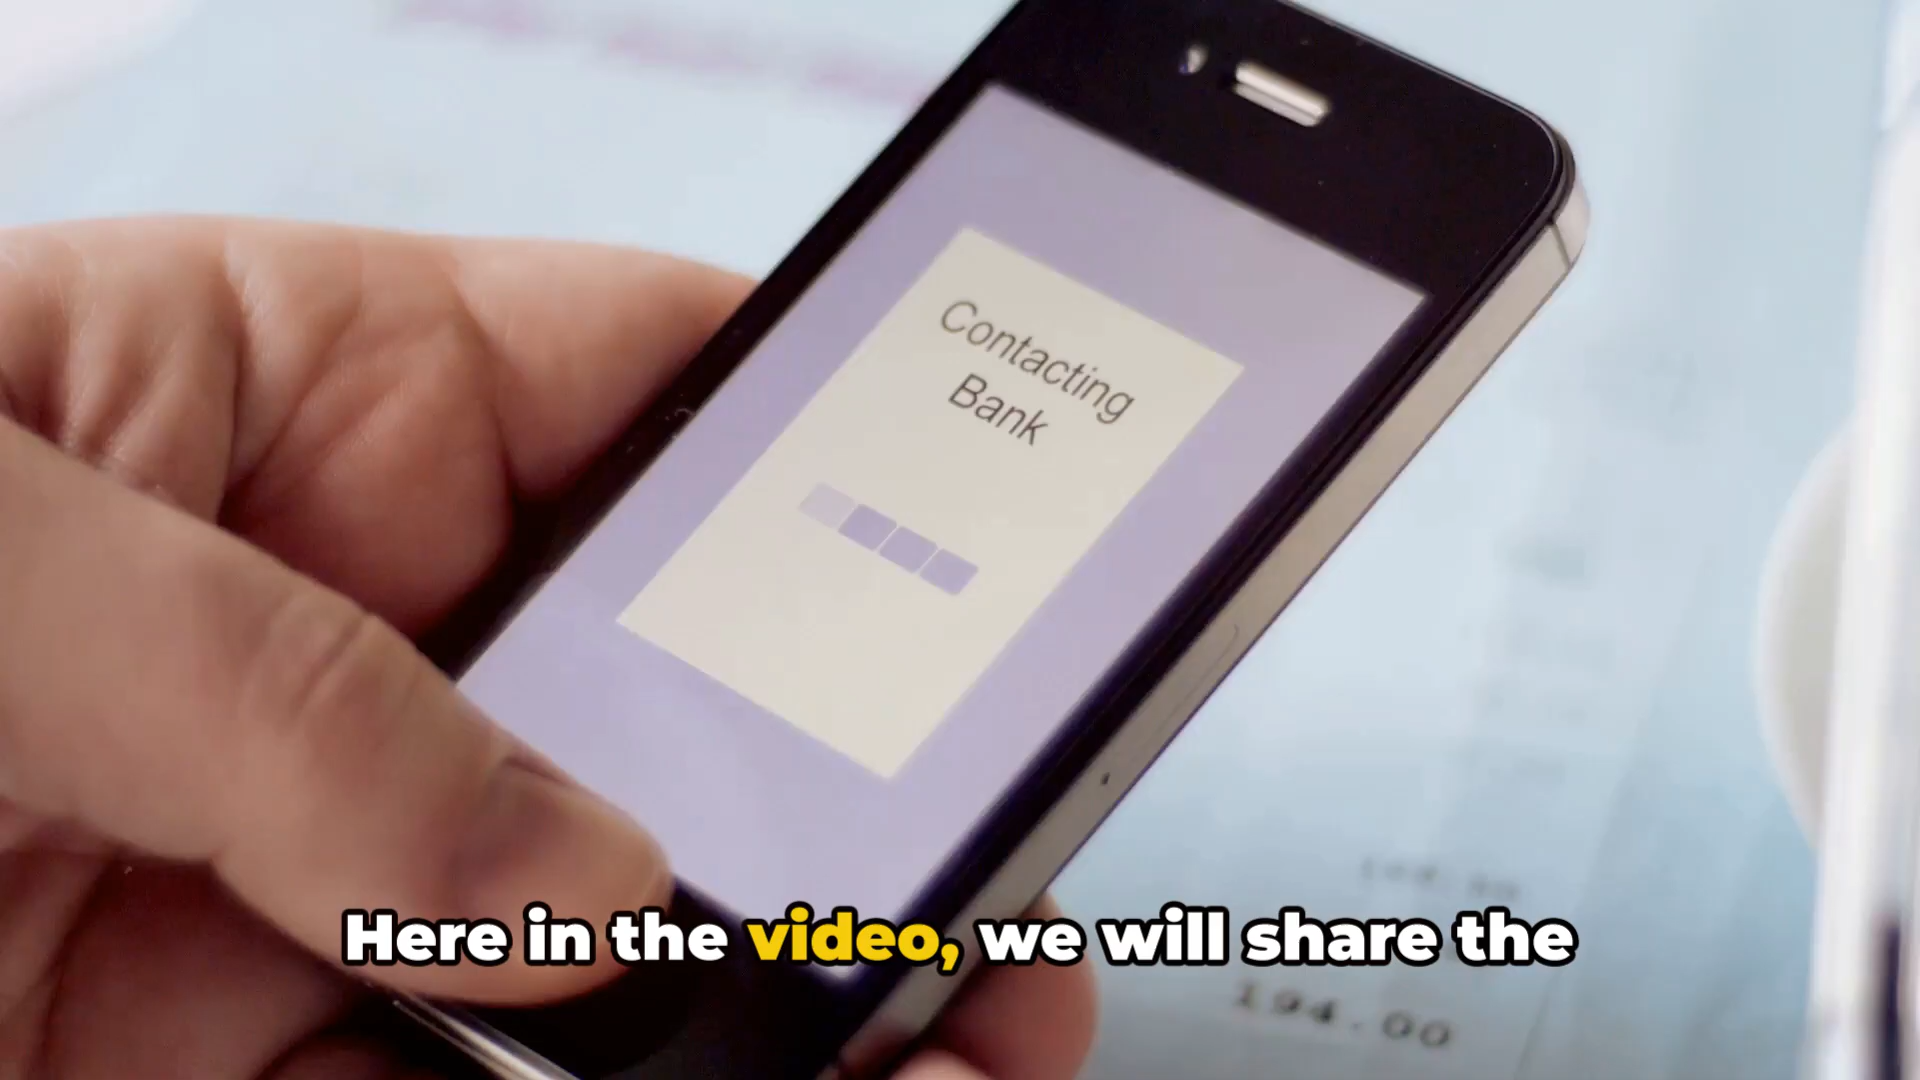 Contacting
Bank
Here in the video, we will share the
194.00